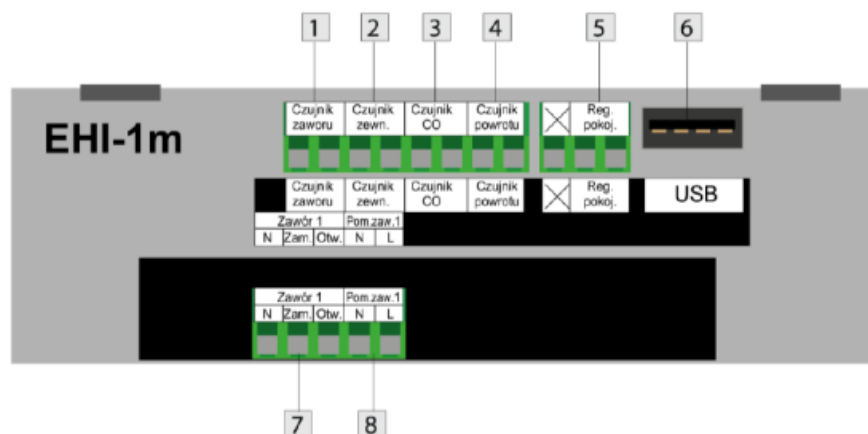 1 2 3 4 5 6
EHI-1m
Czujnik zaworu Czujnik zewn. Czujnik CO Czujnik powrotu Reg. pokoj.
Czujnik zaworu Czujnik zewn. Czujnik CO Czujnik powrotu Reg. pokoj. USB
Zawór 1 Pom.zaw.1
N Zam. Otw. N L
Zawór 1 Pom.zaw.1
N Zam. Otw. N L
7 8